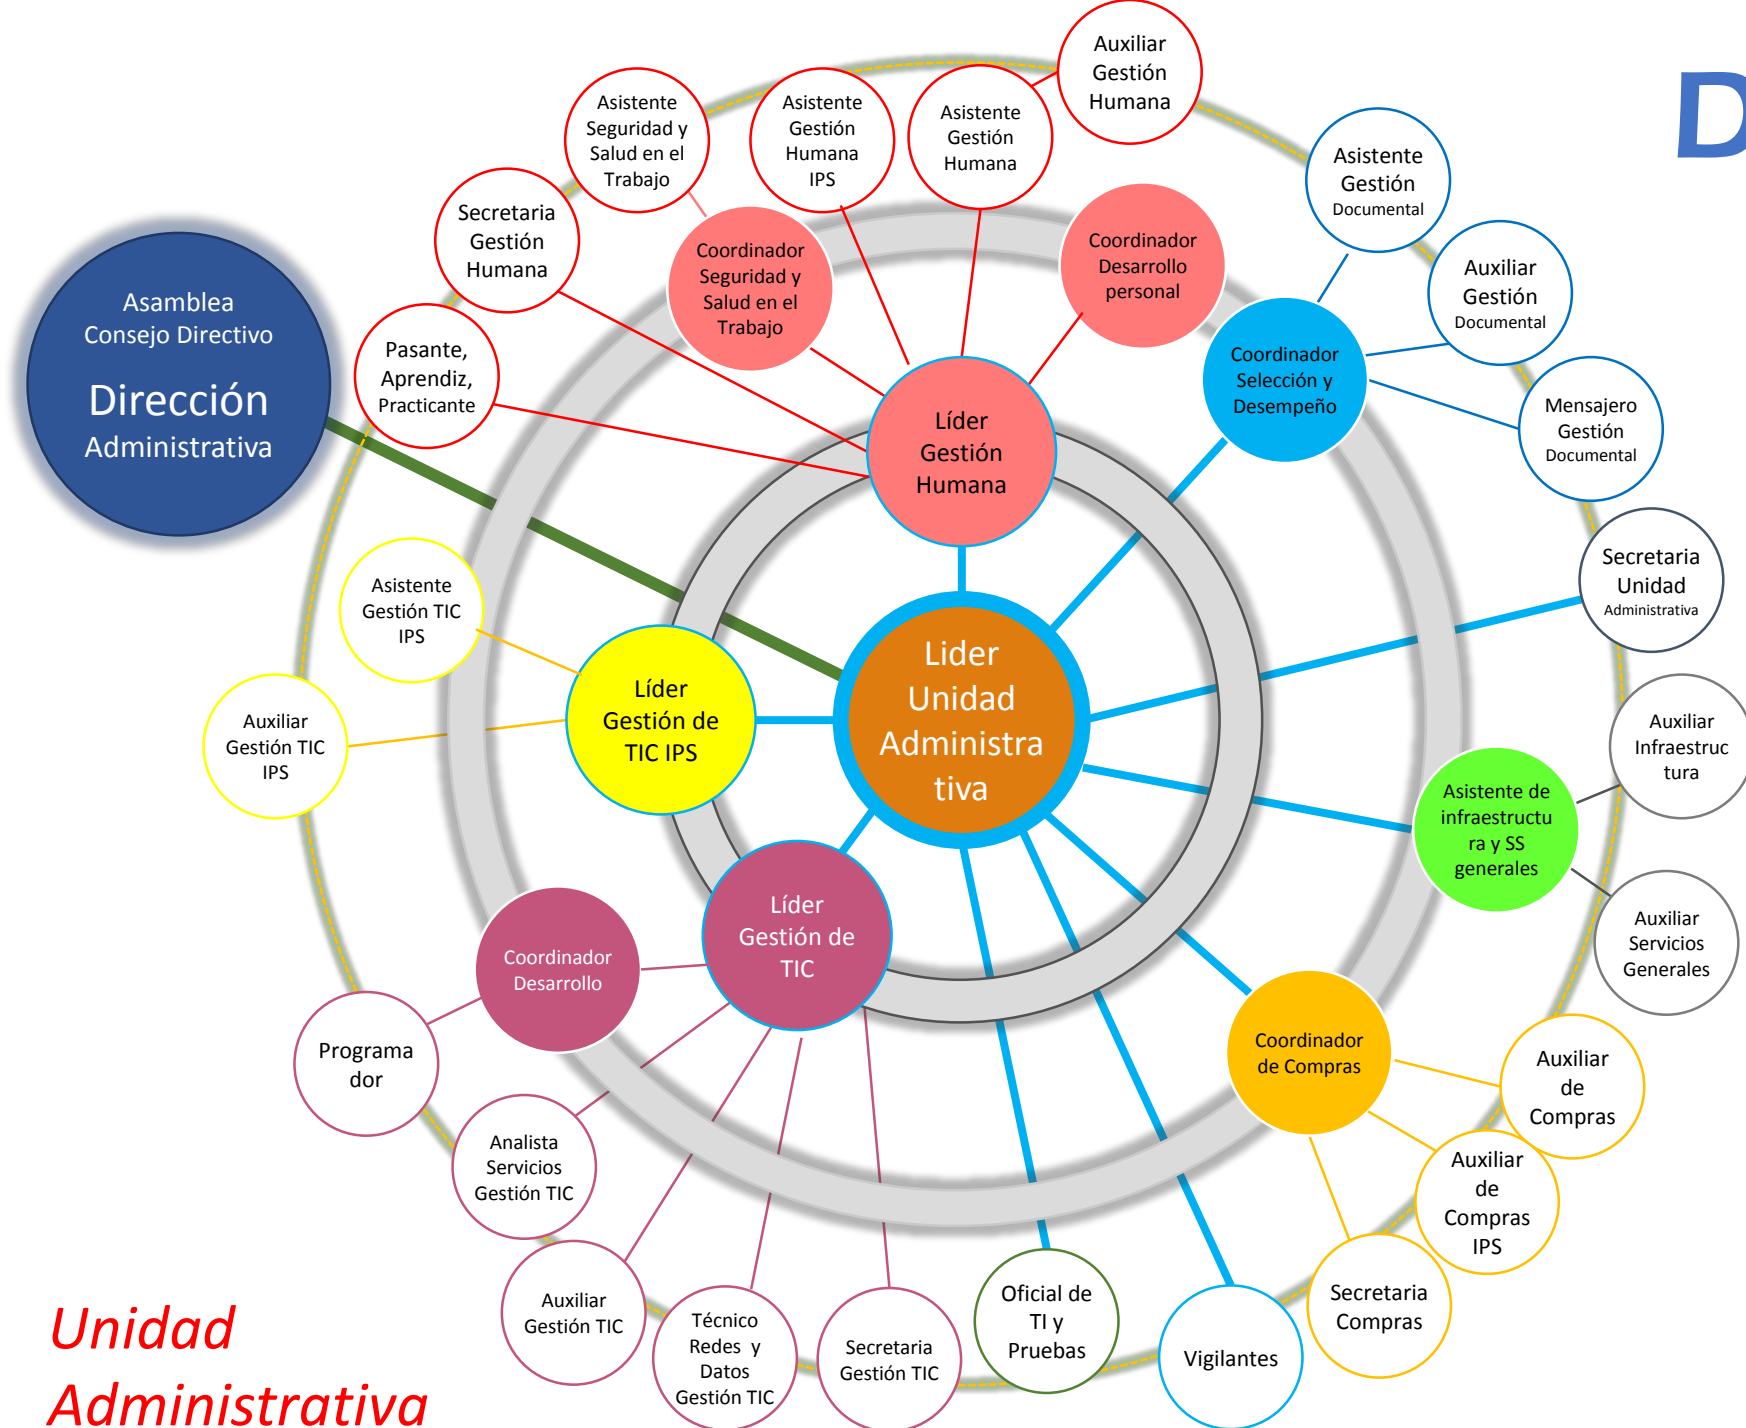 Auxiliar
Gestión
Humana
D
Asistente
Seguridad y
Salud en el
Trabajo
Asistente
Gestión
Humana
IPS
Asistente
Gestión
Humana
Asistente
Gestión
Documental
Secretaria
Gestión
Humana
Coordinador
Seguridad y
Salud en el
Trabajo
Coordinador
Desarrollo
personal
Auxiliar
Gestión
Documental
Asamblea
Consejo Directivo
Dirección
Administrativa
Pasante,
Aprendiz,
Practicante
Coordinador
Selección y
Desempeño
Mensajero
Gestión
Documental
Líder
Gestión
Humana
Secretaria
Unidad
Administrativa
Asistente
Gestión TIC
IPS
Líder
Gestión de
TIC IPS
Lider
Unidad
Administra
tiva
Auxiliar
Gestión TIC
IPS
Auxiliar
Infraestruc
tura
Asistente de
infraestructu
ra y SS
generales
Líder
Gestión de
TIC
Auxiliar
Servicios
Generales
Coordinador
Desarrollo
Programa
dor
Coordinador
de Compras
Auxiliar
de
Compras
Analista
Servicios
Gestión TIC
Auxiliar
de
Compras
IPS
Auxiliar
Gestión TIC
Técnico
Redes y
Datos
Gestión TIC
Secretaria
Gestión TIC
Oficial de
TI y
Pruebas
Vigilantes
Secretaria
Compras
Unidad
Administrativa